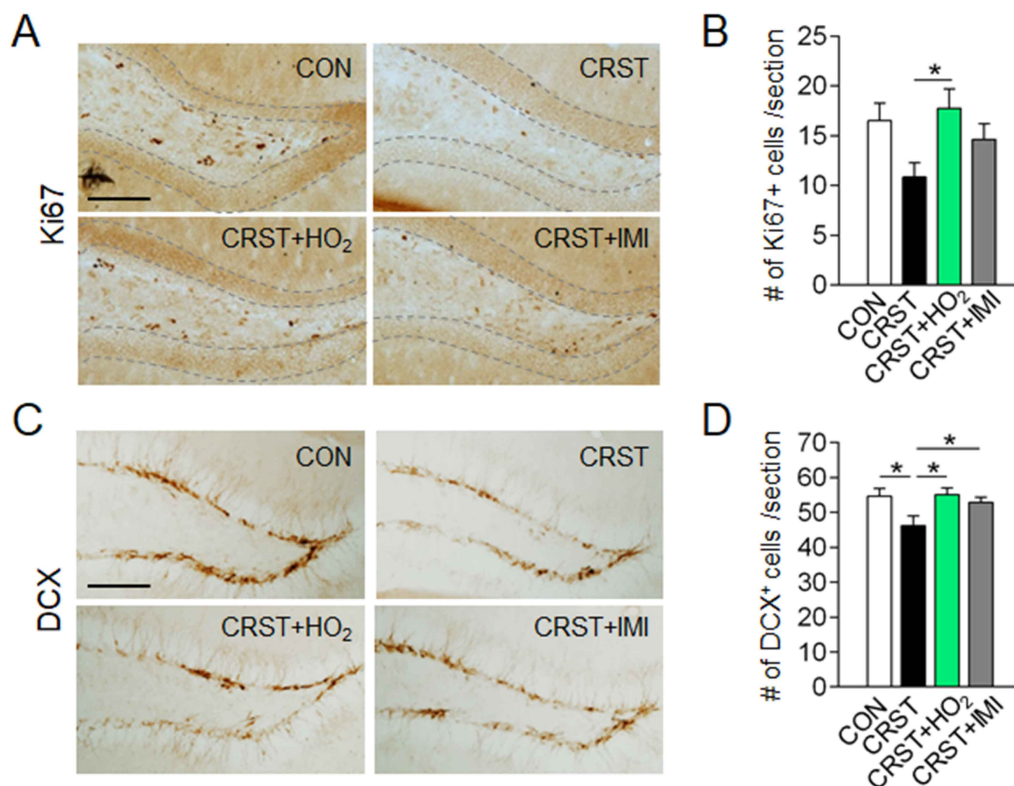 A
CON
CRST
Ki67
CRST+HO₂
CRST+IMI
B
# of Ki67+ cells /section
25
20
15
10
5
0
*
CON
CRST
CRST+HO₂
CRST+IMI
C
CON
CRST
DCX
CRST+HO₂
CRST+IMI
D
# of DCX⁺ cells /section
70
60
50
40
30
20
10
0
*
* *
CON
CRST
CRST+HO₂
CRST+IMI